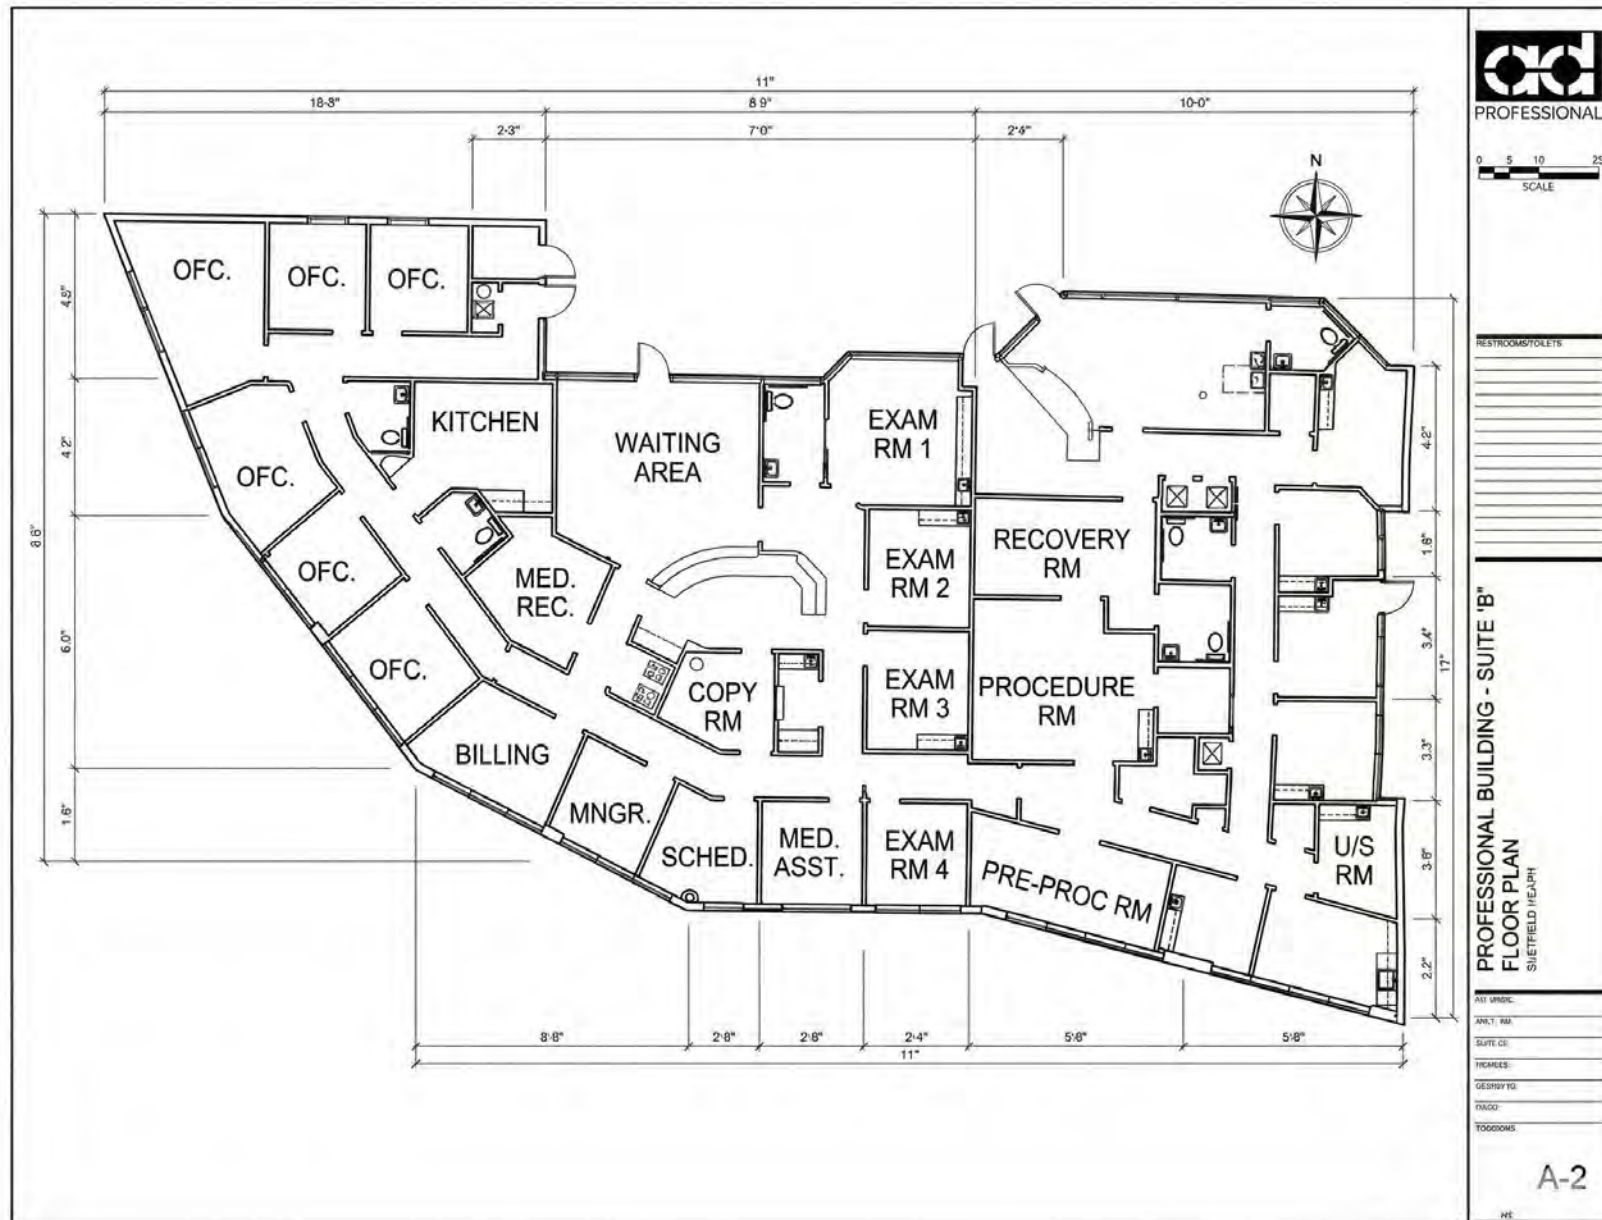 11"
18-3"
8 9"
10-0"
2-3"
7'0"
2'4"
N
ad
PROFESSIONAL
0 5 10 25
SCALE
OFC.
OFC.
OFC.
4.8"
4.2"
8 6"
6.0"
1.6"
RESTROOMS/TOILETS
KITCHEN
WAITING
AREA
EXAM
RM 1
OFC.
OFC.
MED.
REC.
EXAM
RM 2
RECOVERY
RM
OFC.
COPY
RM
EXAM
RM 3
PROCEDURE
RM
BILLING
MNGR.
SCHED.
MED.
ASST.
EXAM
RM 4
PRE-PROC RM
U/S
RM
4.2"
1.6"
3.4"
17"
3.3"
3-8"
2.2"
8'-8"
2'8"
2'8"
2'4"
5'8"
5'8"
11"
PROFESSIONAL BUILDING - SUITE 'B"
FLOOR PLAN
A-2